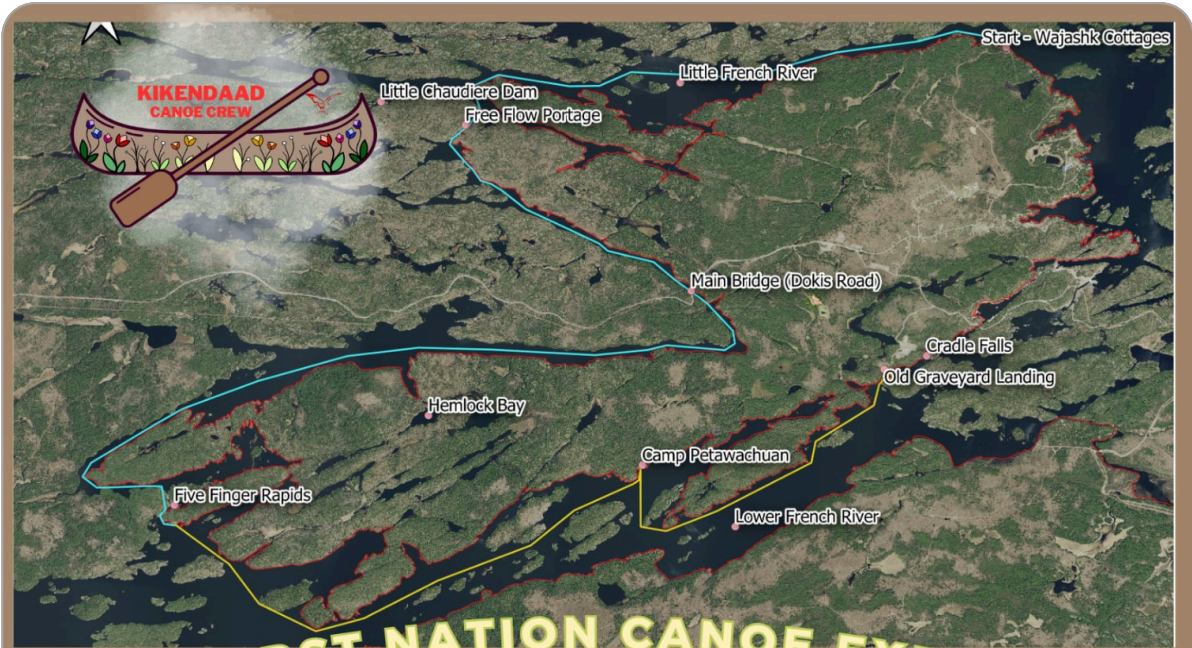 Start - Wajashk Cottages
Little French River
KIKENDAAD
CANOE CREW
Little Chaudiere Dam
Free Flow Portage
Main Bridge (Dokis Road)
Cradle Falls
Old Graveyard Landing
Hemlock Bay
Camp Petawachuan
Five Finger Rapids
Lower French River
NATION CANOE